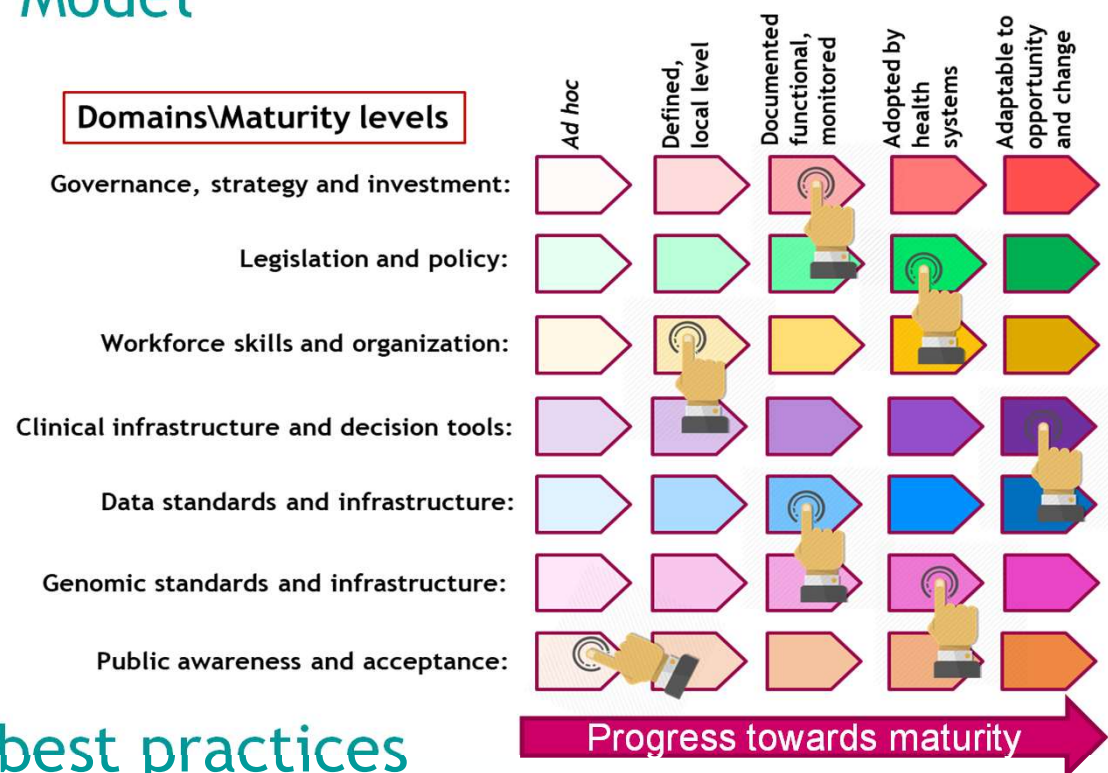 Model
Domains\Maturity levels
Ad hoc
Defined,
local level
Documented
functional,
monitored
Adopted by
health
systems
Adaptable to
opportunity
and change
Governance, strategy and investment:
Legislation and policy:
Workforce skills and organization:
Clinical infrastructure and decision tools:
Data standards and infrastructure:
Genomic standards and infrastructure:
Public awareness and acceptance:
Progress towards maturity
best practices